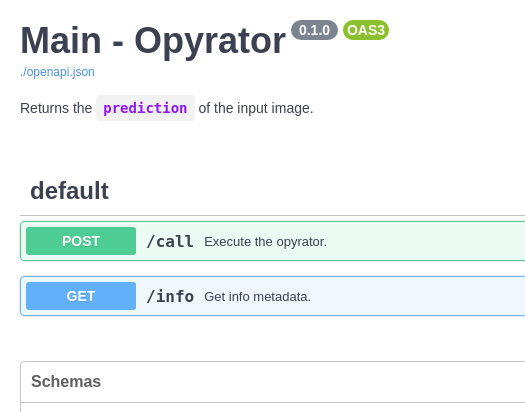 Main - Opyrator 0.1.0 OAS3
./openapi.json
Returns the prediction of the input image.
default
POST /call Execute the opyrator.
GET /info Get info metadata.
Schemas